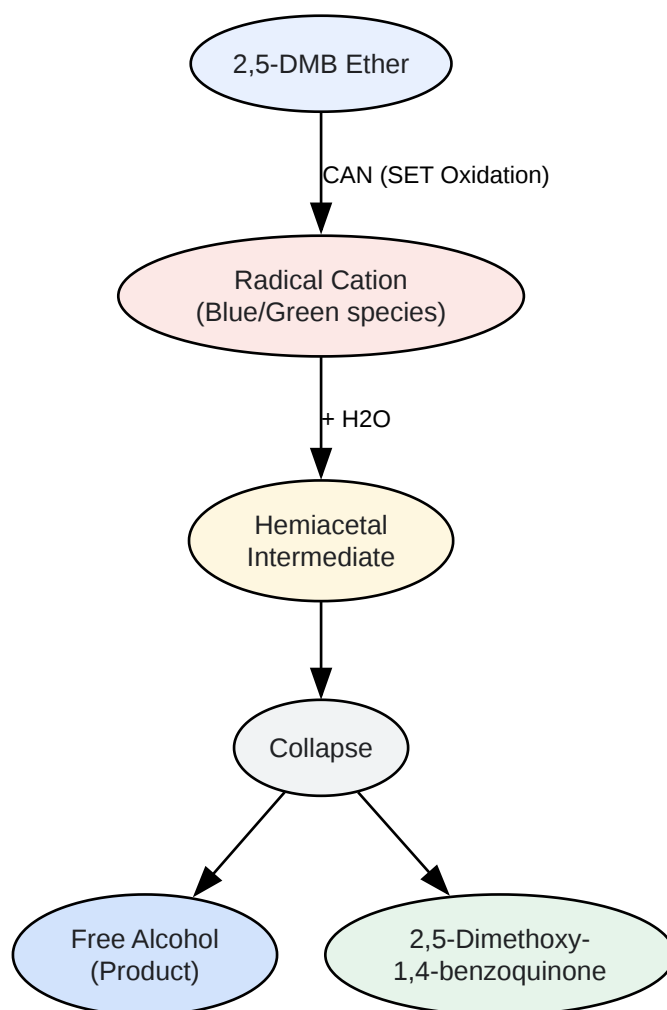 2,5-DMB Ether
CAN (SET Oxidation)
Radical Cation
(Blue/Green species)
+ H2O
Hemiacetal
Intermediate
Collapse
Free Alcohol
(Product)
2,5-Dimethoxy-
1,4-benzoquinone